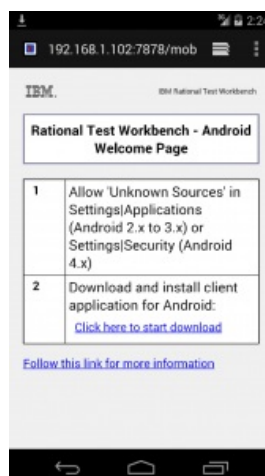 2:24
192.168.1.102:7878/mob
IBM.
IBM Rational Test Workbench
Rational Test Workbench - Android
Welcome Page
1
Allow 'Unknown Sources' in
Settings|Applications
(Android 2.x to 3.x) or
Settings|Security (Android
4.x)
2
Download and install client
application for Android:
Click here to start download
Follow this link for more information